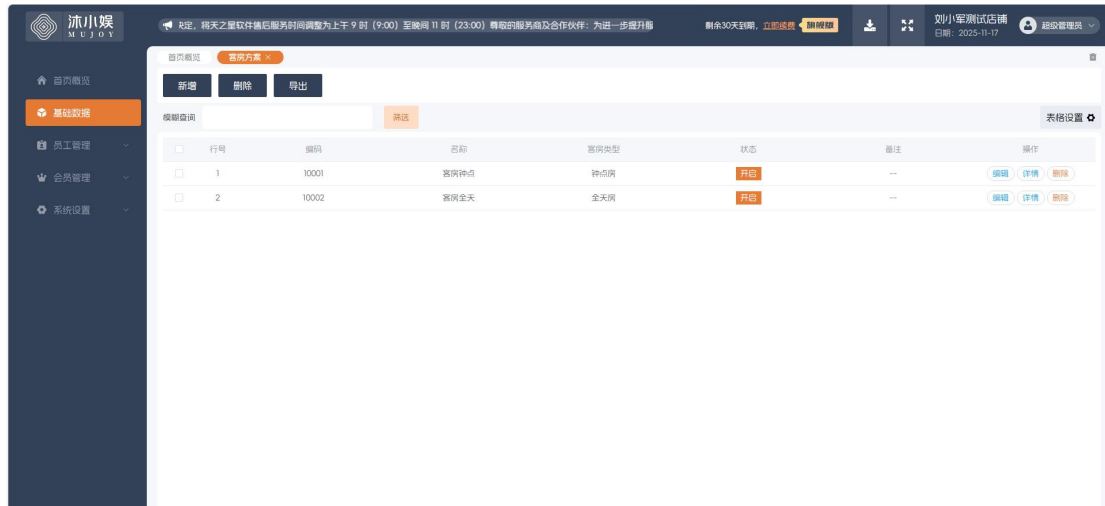 沐小娱
MUJOY
决定，将天之星软件售后服务时间调整为上午 9 时（9:00）至晚间 11 时（23:00）尊敬的服务商及合作伙伴：为进一步提升服
剩余30天到期，立即续费 旗舰版
刘小军测试店铺
日期：2025-11-17
超级管理员
首页概览
基础数据
员工管理
会员管理
系统设置
首页概览 客房方案 ×
新增 删除 导出
模糊查询 筛选 表格设置
行号 编码 名称 客房类型 状态 备注 操作
1 10001 客房钟点 钟点房 开启 -- 编辑 详情 删除
2 10002 客房全天 全天房 开启 -- 编辑 详情 删除